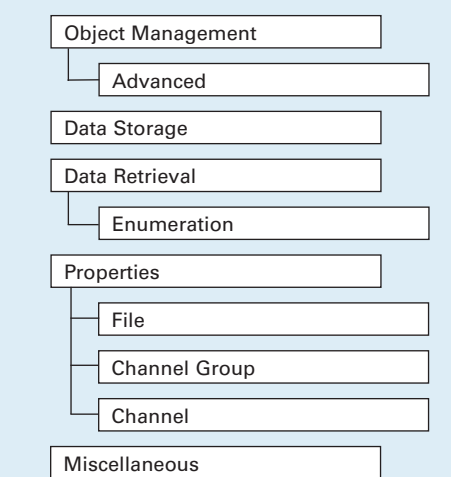 Object Management
Advanced
Data Storage
Data Retrieval
Enumeration
Properties
File
Channel Group
Channel
Miscellaneous